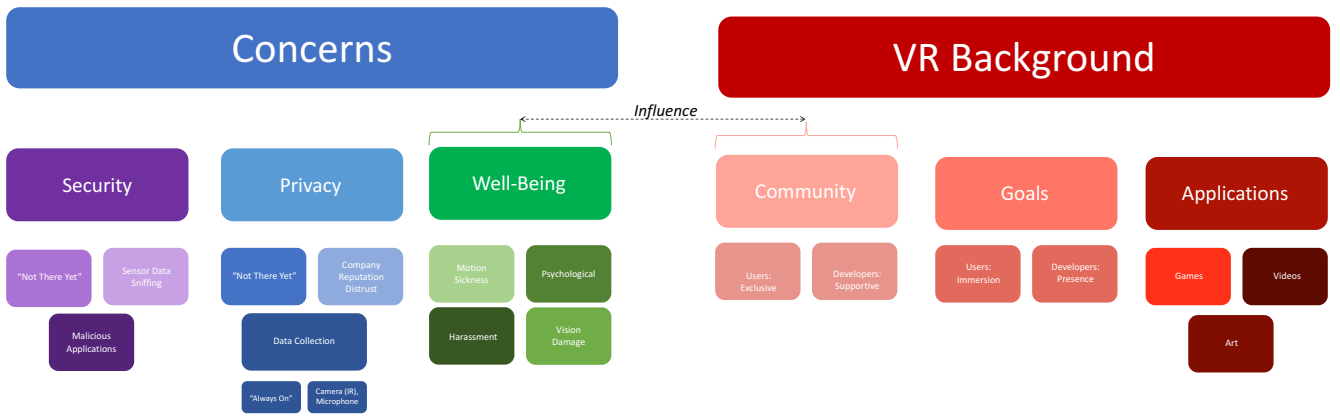 Concerns
VR Background
Influence
Security
Privacy
Well-Being
Community
Goals
Applications
“Not There Yet”
Sensor Data
Sniffing
Malicious
Applications
“Not There Yet”
Company
Reputation
Distrust
Data Collection
“Always On”
Camera (IR),
Microphone
Motion
Sickness
Psychological
Harassment
Vision
Damage
Users:
Exclusive
Developers:
Supportive
Users:
Immersion
Developers:
Presence
Games
Videos
Art